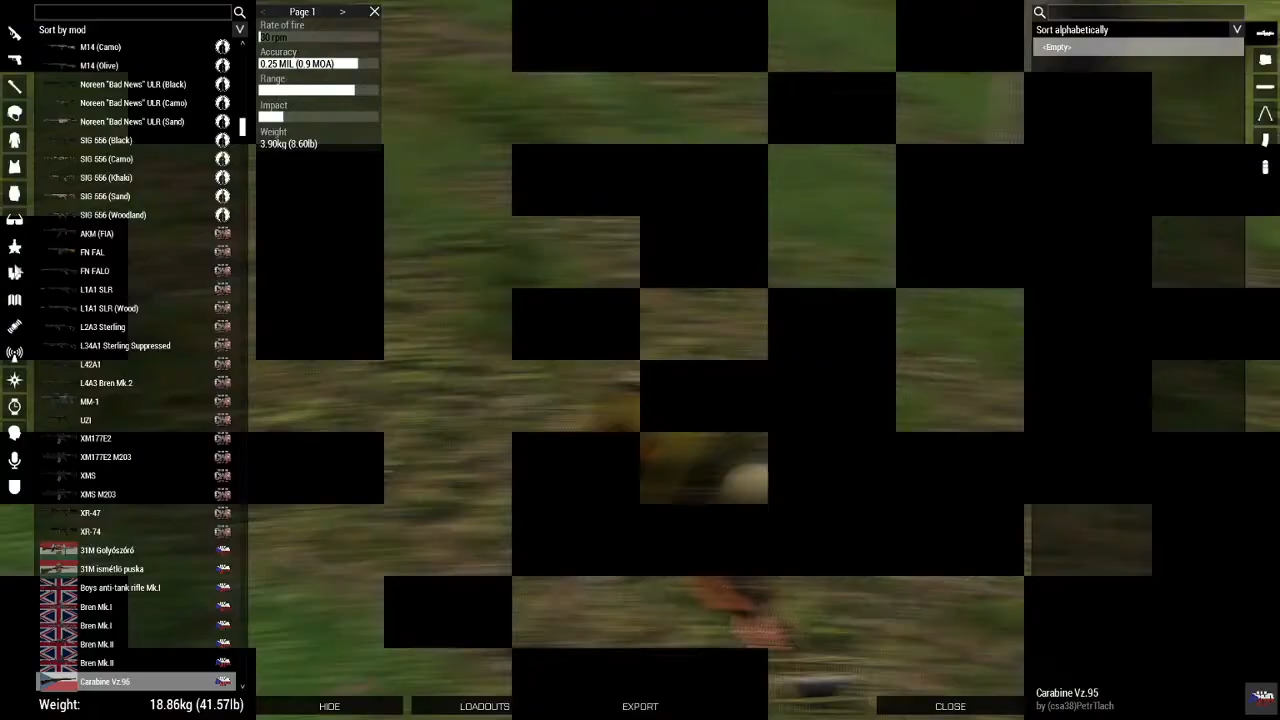 Sort by mod
M14 (Camo)
M14 (Olive)
Noreen "Bad News" ULR (Black)
Noreen "Bad News" ULR (Camo)
Noreen "Bad News" ULR (Sand)
SIG 556 (Black)
SIG 556 (Camo)
SIG 556 (Khaki)
SIG 556 (Sand)
SIG 556 (Woodland)
AKM (FIA)
FN FAL
FN FALO
L1A1 SLR
L1A1 SLR (Wood)
L2A3 Sterling
L34A1 Sterling Suppressed
L42A1
L4A3 Bren Mk.2
MM-1
UZI
XM177E2
XM177E2 M203
XMS
XMS M203
XR-47
XR-74
31M Golyószóró
31M ismétlő puska
Boys anti-tank rifle Mk.I
Bren Mk.I
Bren Mk.I
Bren Mk.II
Bren Mk.II
Carabine Vz.95
Weight: 18.86kg (41.57lb)
< Page 1 >
Rate of fire
30 rpm
Accuracy
0.25 MIL (0.9 MOA)
Range
Impact
Weight
3.90kg (8.60lb)
HIDE
LOADOUTS
EXPORT
CLOSE
Sort alphabetically
<Empty>
Carabine Vz.95
by (csa38)PetrTlach